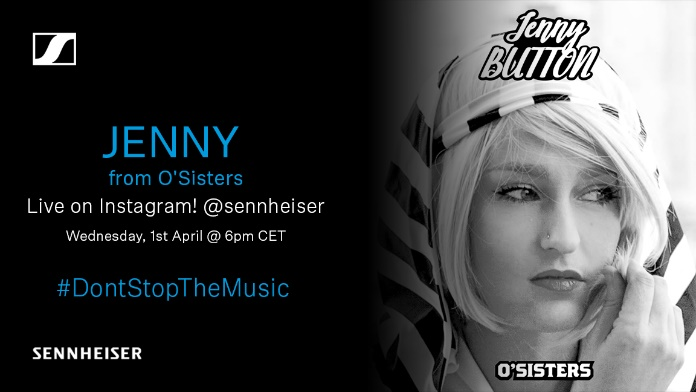 JENNY
from O'Sisters
Live on Instagram! @sennheiser
Wednesday, 1st April @ 6pm CET
#DontStopTheMusic
SENNHEISER
Jenny
BUTTON
O'SISTERS